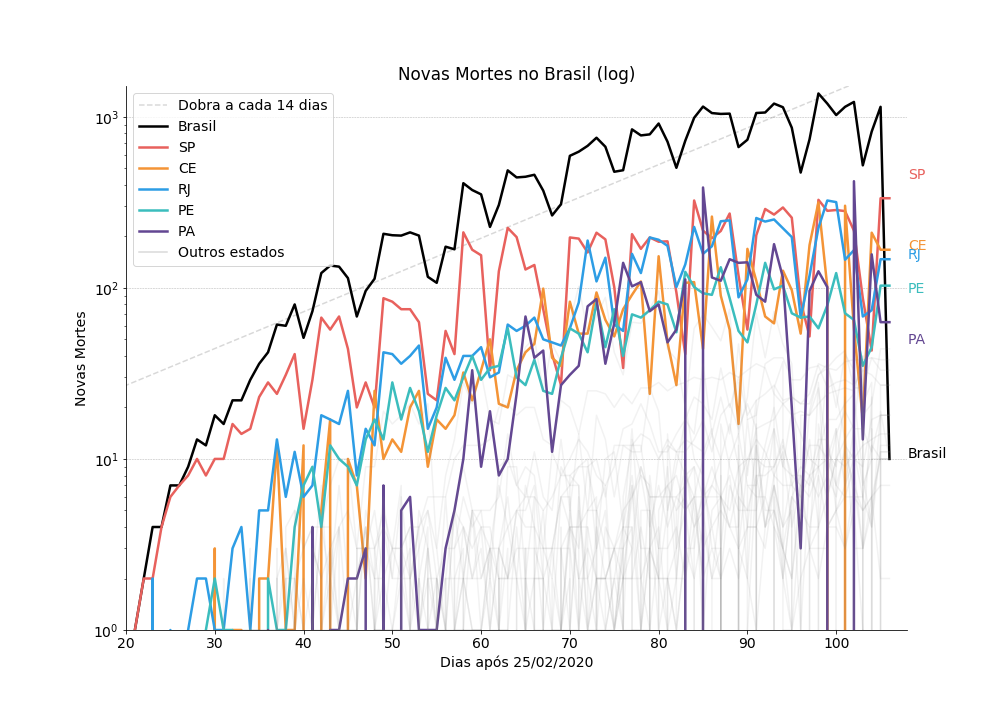 Novas Mortes no Brasil (log)
Dobra a cada 14 dias
Brasil
SP
CE
RJ
PE
PA
Outros estados
10³
10²
10¹
10⁰
Novas Mortes
20 30 40 50 60 70 80 90 100
Dias após 25/02/2020
SP
CE
RJ
PE
PA
Brasil